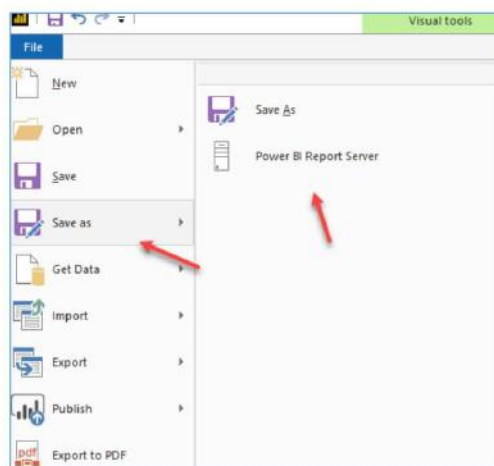 Visual tools
File
New
Open
Save
Save as
Get Data
Import
Export
Publish
pdf
Export to PDF
Save As
Power BI Report Server